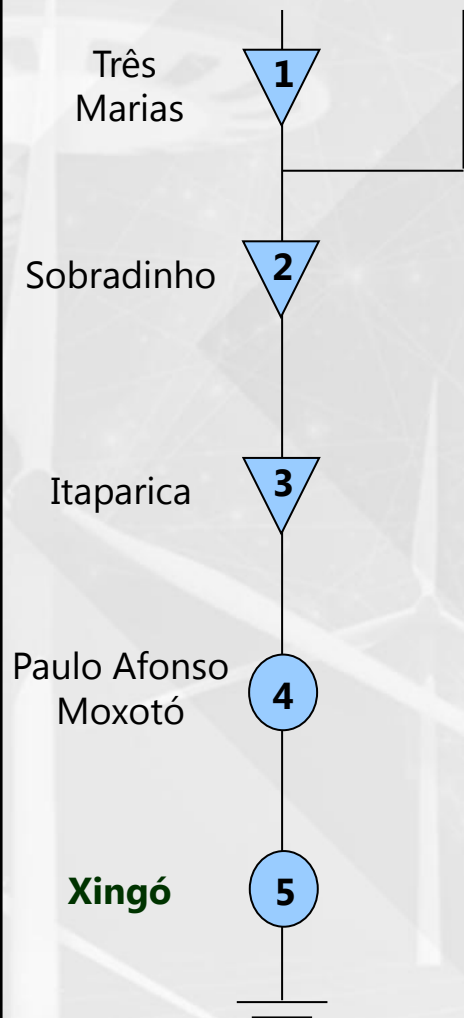 Três
Marias
1
Sobradinho
2
Itaparica
3
Paulo Afonso
Moxotó
4
Xingó
5